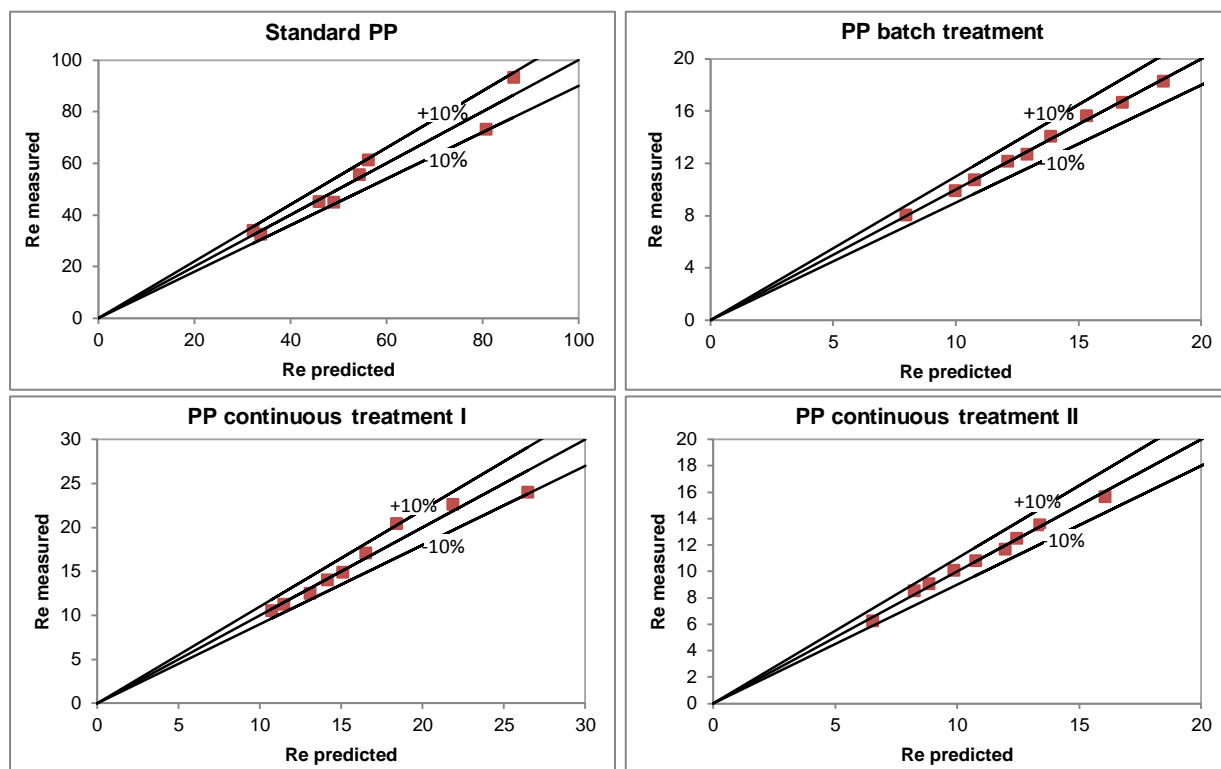 Standard PP
100
80
60
40
20
0
+10%
-10%
0 20 40 60 80 100
Re measured
Re predicted
PP batch treatment
20
16
12
8
4
0
+10%
-10%
0 5 10 15 20
Re measured
Re predicted
PP continuous treatment I
30
25
20
15
10
5
0
+10%
-10%
0 5 10 15 20 25 30
Re measured
Re predicted
PP continuous treatment II
20
18
16
14
12
10
8
6
4
2
0
+10%
-10%
0 5 10 15 20
Re measured
Re predicted